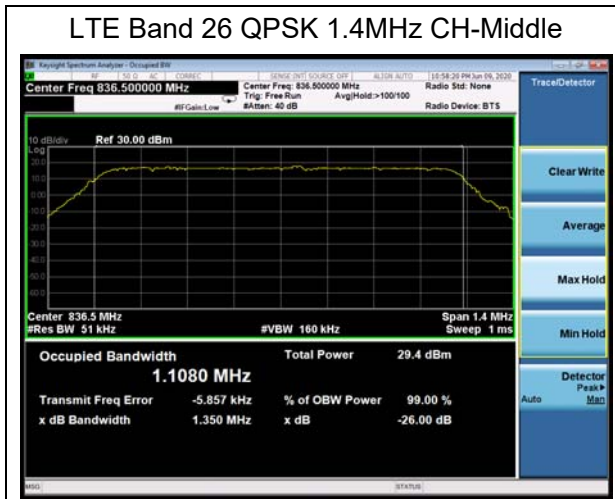 LTE Band 26 QPSK 1.4MHz CH-Middle
Keysight Spectrum Analyzer - Occupied BW
RF 50 Ω AC CORREC SENSE:INT SOURCE OFF ALIGN AUTO 10:58:29 PM Jun 09, 2020
Center Freq 836.500000 MHz Center Freq: 836.500000 MHz Radio Std: None Trace/Detector
Trig: Free Run Avg|Hold:>100/100
#IFGain:Low #Atten: 40 dB Radio Device: BTS
10 dB/div Ref 30.00 dBm
Log
20.0
10.0
0.00
-10.0
-20.0
-30.0
-40.0
-50.0
-60.0
Clear Write
Average
Max Hold
Min Hold
Center 836.5 MHz Span 1.4 MHz
#Res BW 51 kHz #VBW 160 kHz Sweep 1 ms
Occupied Bandwidth Total Power 29.4 dBm
1.1080 MHz
Transmit Freq Error -5.857 kHz % of OBW Power 99.00 %
x dB Bandwidth 1.350 MHz x dB -26.00 dB
Detector
Peak▶
Auto Man
MSG STATUS